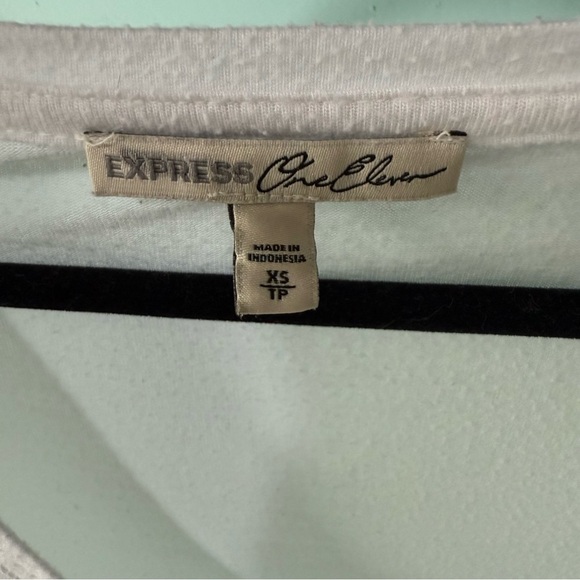 EXPRESS One Eleven
MADE IN
INDONESIA
XS
TP